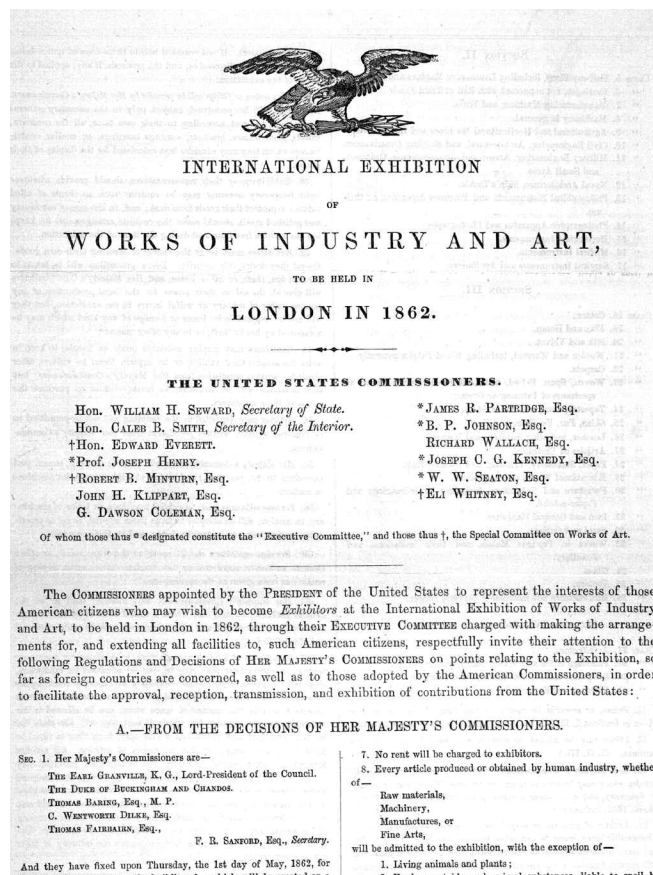 INTERNATIONAL EXHIBITION
OF
WORKS OF INDUSTRY AND ART,
TO BE HELD IN
LONDON IN 1862.
THE UNITED STATES COMMISSIONERS.
Hon. WILLIAM H. SEWARD, Secretary of State.
Hon. CALEB B. SMITH, Secretary of the Interior.
†Hon. EDWARD EVERETT.
*Prof. JOSEPH HENRY.
†ROBERT B. MINTURN, Esq.
JOHN H. KLIPPART, Esq.
G. DAWSON COLEMAN, Esq.
*JAMES R. PARTRIDGE, Esq.
*B. P. JOHNSON, Esq.
RICHARD WALLACH, Esq.
*JOSEPH C. G. KENNEDY, Esq.
*W. W. SEATON, Esq.
†ELI WHITNEY, Esq.
Of whom those thus * designated constitute the "Executive Committee," and those thus †, the Special Committee on Works of Art.
The COMMISSIONERS appointed by the PRESIDENT of the United States to represent the interests of those
American citizens who may wish to become Exhibitors at the International Exhibition of Works of Industry
and Art, to be held in London in 1862, through their EXECUTIVE COMMITTEE charged with making the arrange-
ments for, and extending all facilities to, such American citizens, respectfully invite their attention to the
following Regulations and Decisions of HER MAJESTY'S COMMISSIONERS on points relating to the Exhibition, so
far as foreign countries are concerned, as well as to those adopted by the American Commissioners, in order
to facilitate the approval, reception, transmission, and exhibition of contributions from the United States:
A.—FROM THE DECISIONS OF HER MAJESTY'S COMMISSIONERS.
SEC. 1. Her Majesty's Commissioners are—
THE EARL GRANVILLE, K. G., Lord-President of the Council.
THE DUKE OF BUCKINGHAM AND CHANDOS.
THOMAS BARING, Esq., M. P.
C. WENTWORTH DILKE, Esq.
THOMAS FAIRBAIRN, Esq.,
F. R. SANFORD, Esq., Secretary.
And they have fixed upon Thursday, the 1st day of May, 1862, for
7. No rent will be charged to exhibitors.
8. Every article produced or obtained by human industry, whethe
of—
Raw materials,
Machinery,
Manufactures, or
Fine Arts,
will be admitted to the exhibition, with the exception of—
1. Living animals and plants;